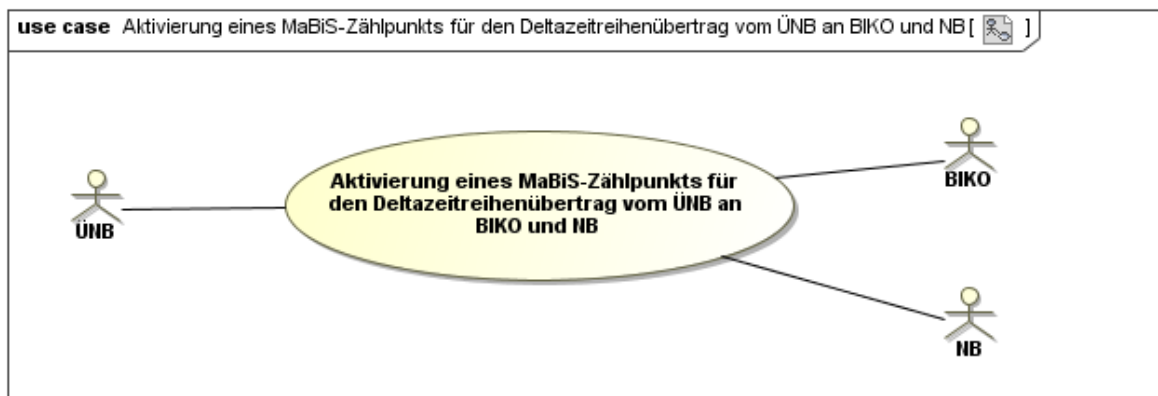 use case Aktivierung eines MaBiS-Zählpunkts für den Deltazeitreihenübertrag vom ÜNB an BIKO und NB [ ]
BIKO
Aktivierung eines MaBiS-Zählpunkts für
den Deltazeitreihenübertrag vom ÜNB an
BIKO und NB
ÜNB
NB